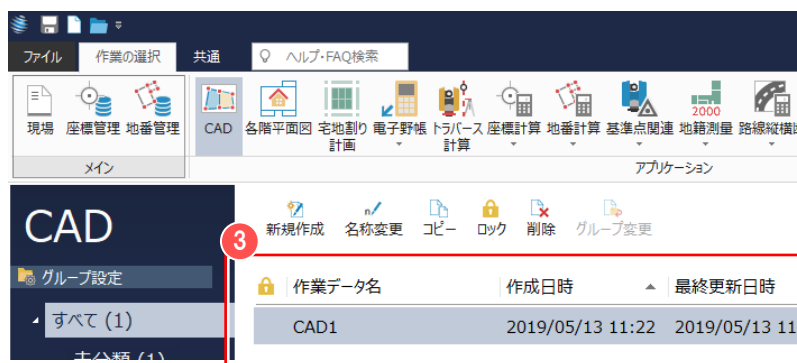 ファイル 作業の選択 共通 ヘルプ・FAQ検索
2000
現場 座標管理 地番管理 CAD 各階平面図 宅地割り 電子野帳 トラバース 座標計算 地番計算 基準点関連 地籍測量 路線縦横断
計画 計算
メイン アプリケーション
CAD
新規作成 名称変更 コピー ロック 削除 グループ変更
3
グループ設定
作業データ名 作成日時 最終更新日時
すべて (1)
CAD1 2019/05/13 11:22 2019/05/13 11
未分類 (1)